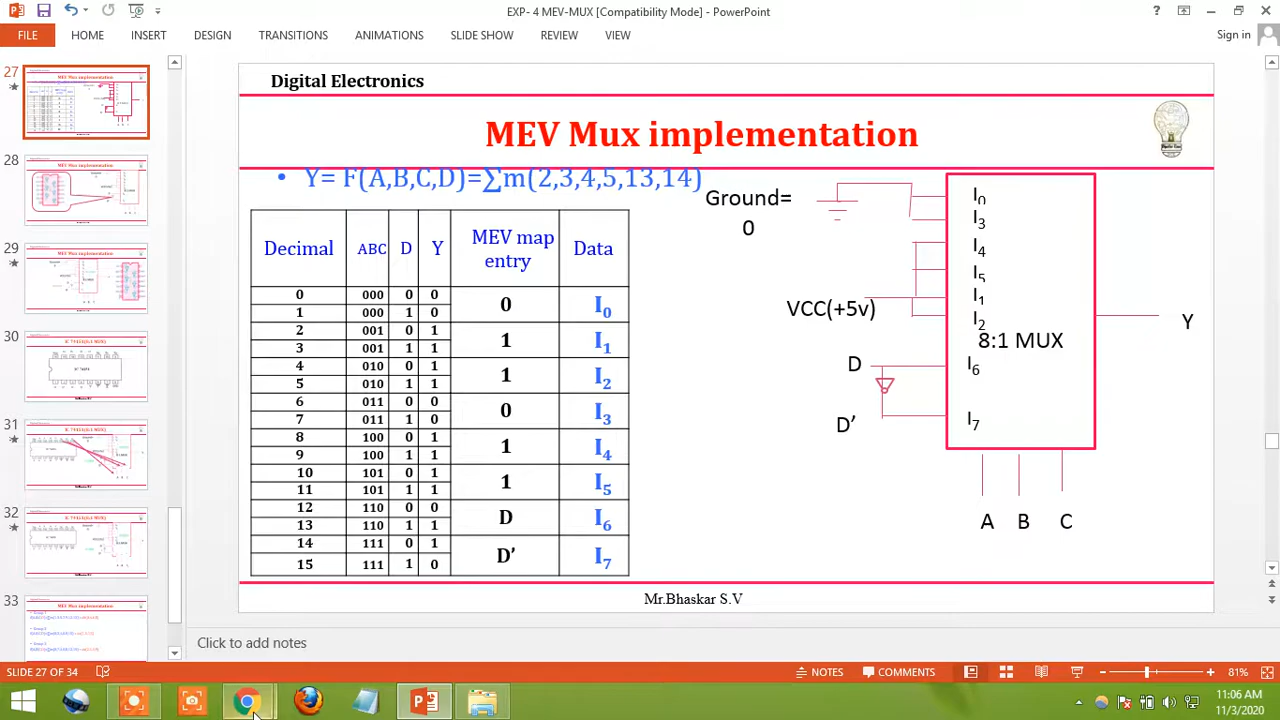 EXP- 4 MEV-MUX [Compatibility Mode] - PowerPoint
FILE HOME INSERT DESIGN TRANSITIONS ANIMATIONS SLIDE SHOW REVIEW VIEW Sign in
27
28
29
30
31
32
33
Digital Electronics
MEV Mux implementation
• Y= F(A,B,C,D)=∑m(2,3,4,5,13,14)
Decimal ABC D Y MEV map entry Data
0 000 0 0 0 I0
1 000 1 0
2 001 0 1 1 I1
3 001 1 1
4 010 0 1 1 I2
5 010 1 1
6 011 0 0 0 I3
7 011 1 0
8 100 0 1 1 I4
9 100 1 1
10 101 0 1 1 I5
11 101 1 1
12 110 0 0 D I6
13 110 1 1
14 111 0 1 D' I7
15 111 1 0
Ground=
0
VCC(+5v)
D
D'
I0
I3
I4
I5
I1
I2
8:1 MUX
I6
I7
Y
A B C
Mr.Bhaskar S.V
Click to add notes
SLIDE 27 OF 34 NOTES COMMENTS 81%
11:06 AM
11/3/2020